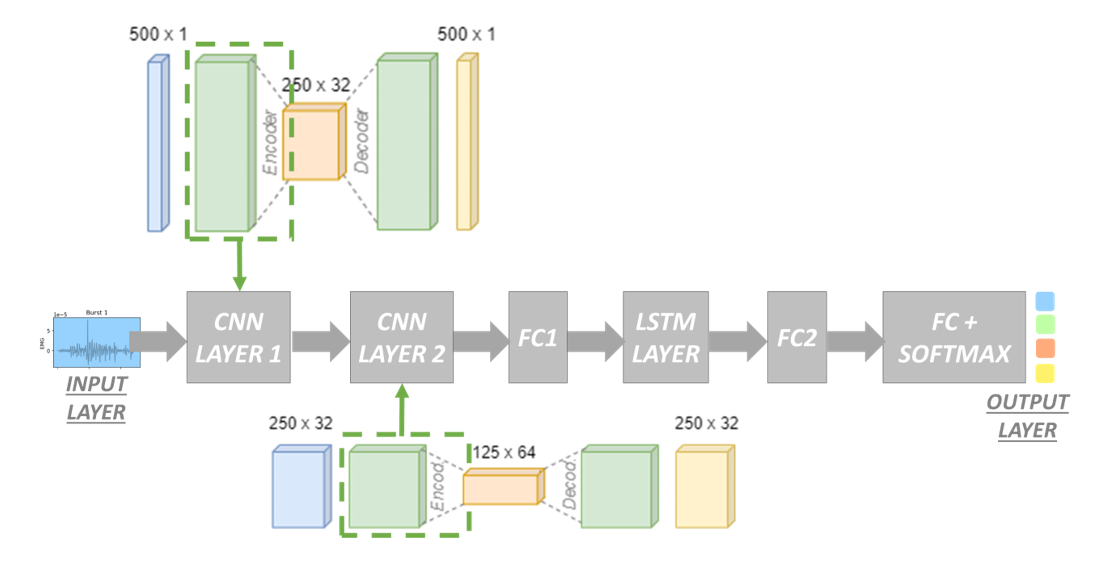 500 x 1
500 x 1
250 x 32
Encoder
Decoder
1e−5
Burst 1
5
0
EMG
INPUT
LAYER
CNN
LAYER 1
CNN
LAYER 2
FC1
LSTM
LAYER
FC2
FC +
SOFTMAX
OUTPUT
LAYER
250 x 32
125 x 64
250 x 32
Encod.
Decod.